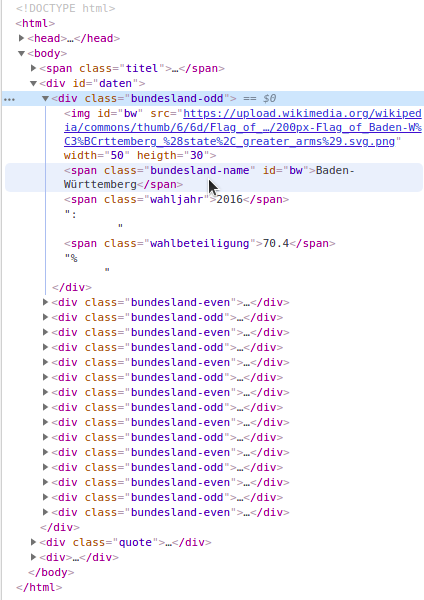 <!DOCTYPE html>
<html>
<head>…</head>
<body>
<span class="titel">…</span>
<div id="daten">
<div class="bundesland-odd"> == $0
<img id="bw" src="https://upload.wikimedia.org/wikiped
ia/commons/thumb/6/6d/Flag_of_…/200px-Flag_of_Baden-W%
C3%BCrttemberg_%28state%2C_greater_arms%29.svg.png"
width="50" heigth="30">
<span class="bundesland-name" id="bw">Baden-
Württemberg</span>
<span class="wahljahr">2016</span>
":
"
<span class="wahlbeteiligung">70.4</span>
"%
"
</div>
<div class="bundesland-even">…</div>
<div class="bundesland-odd">…</div>
<div class="bundesland-even">…</div>
<div class="bundesland-odd">…</div>
<div class="bundesland-even">…</div>
<div class="bundesland-odd">…</div>
<div class="bundesland-even">…</div>
<div class="bundesland-odd">…</div>
<div class="bundesland-even">…</div>
<div class="bundesland-odd">…</div>
<div class="bundesland-even">…</div>
<div class="bundesland-odd">…</div>
<div class="bundesland-even">…</div>
<div class="bundesland-odd">…</div>
<div class="bundesland-even">…</div>
</div>
<div class="quote">…</div>
<div>…</div>
</body>
</html>